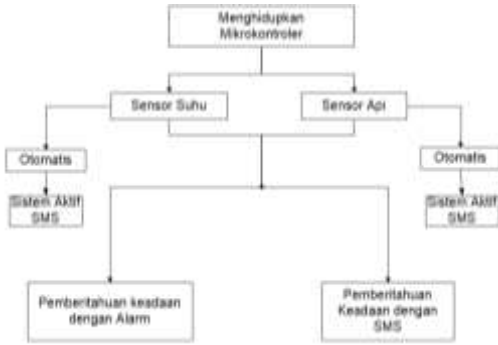 Menghidupkan
Mikrokontroler
Sensor Suhu
Sensor Api
Otomatis
Otomatis
Sistem Aktif
SMS
Sistem Aktif
SMS
Pemberitahuan keadaan
dengan Alarm
Pemberitahuan
Keadaan dengan
SMS